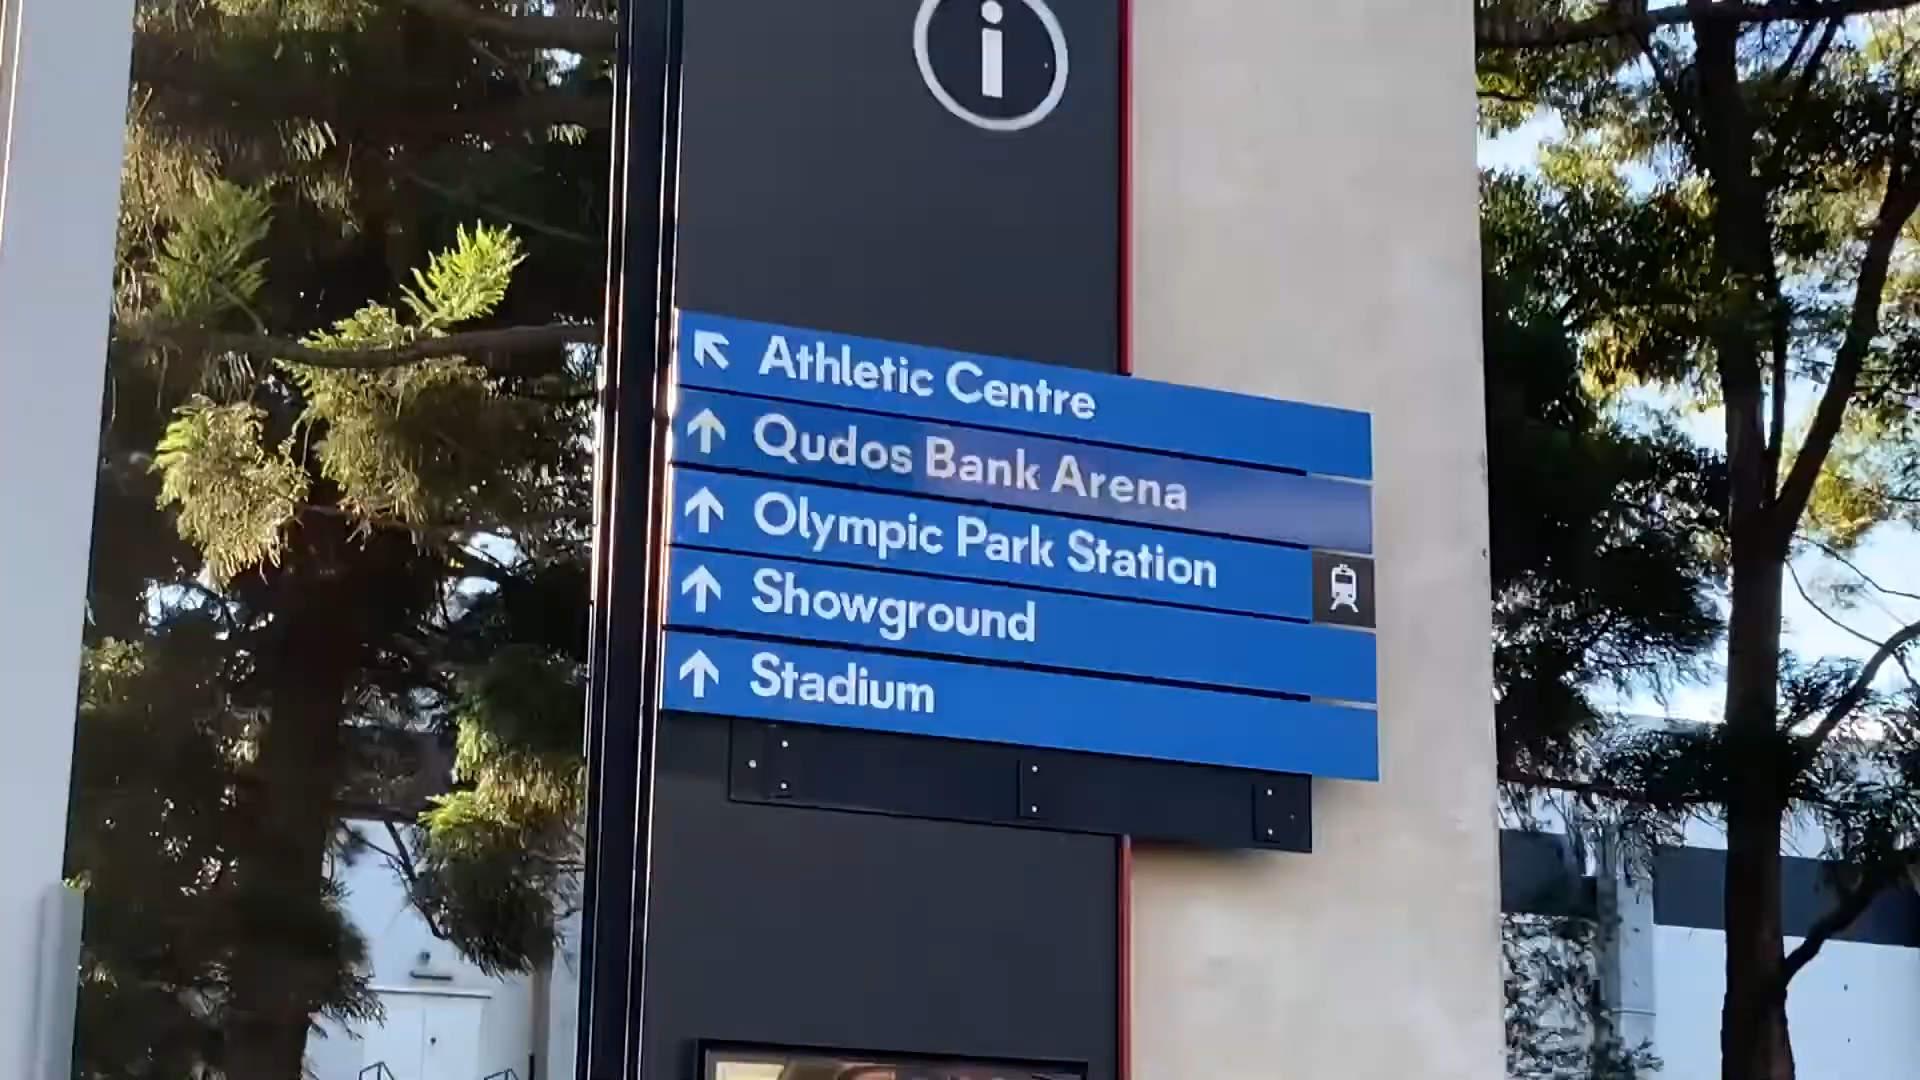 i
Athletic Centre
Qudos Bank Arena
Olympic Park Station
Showground
Stadium